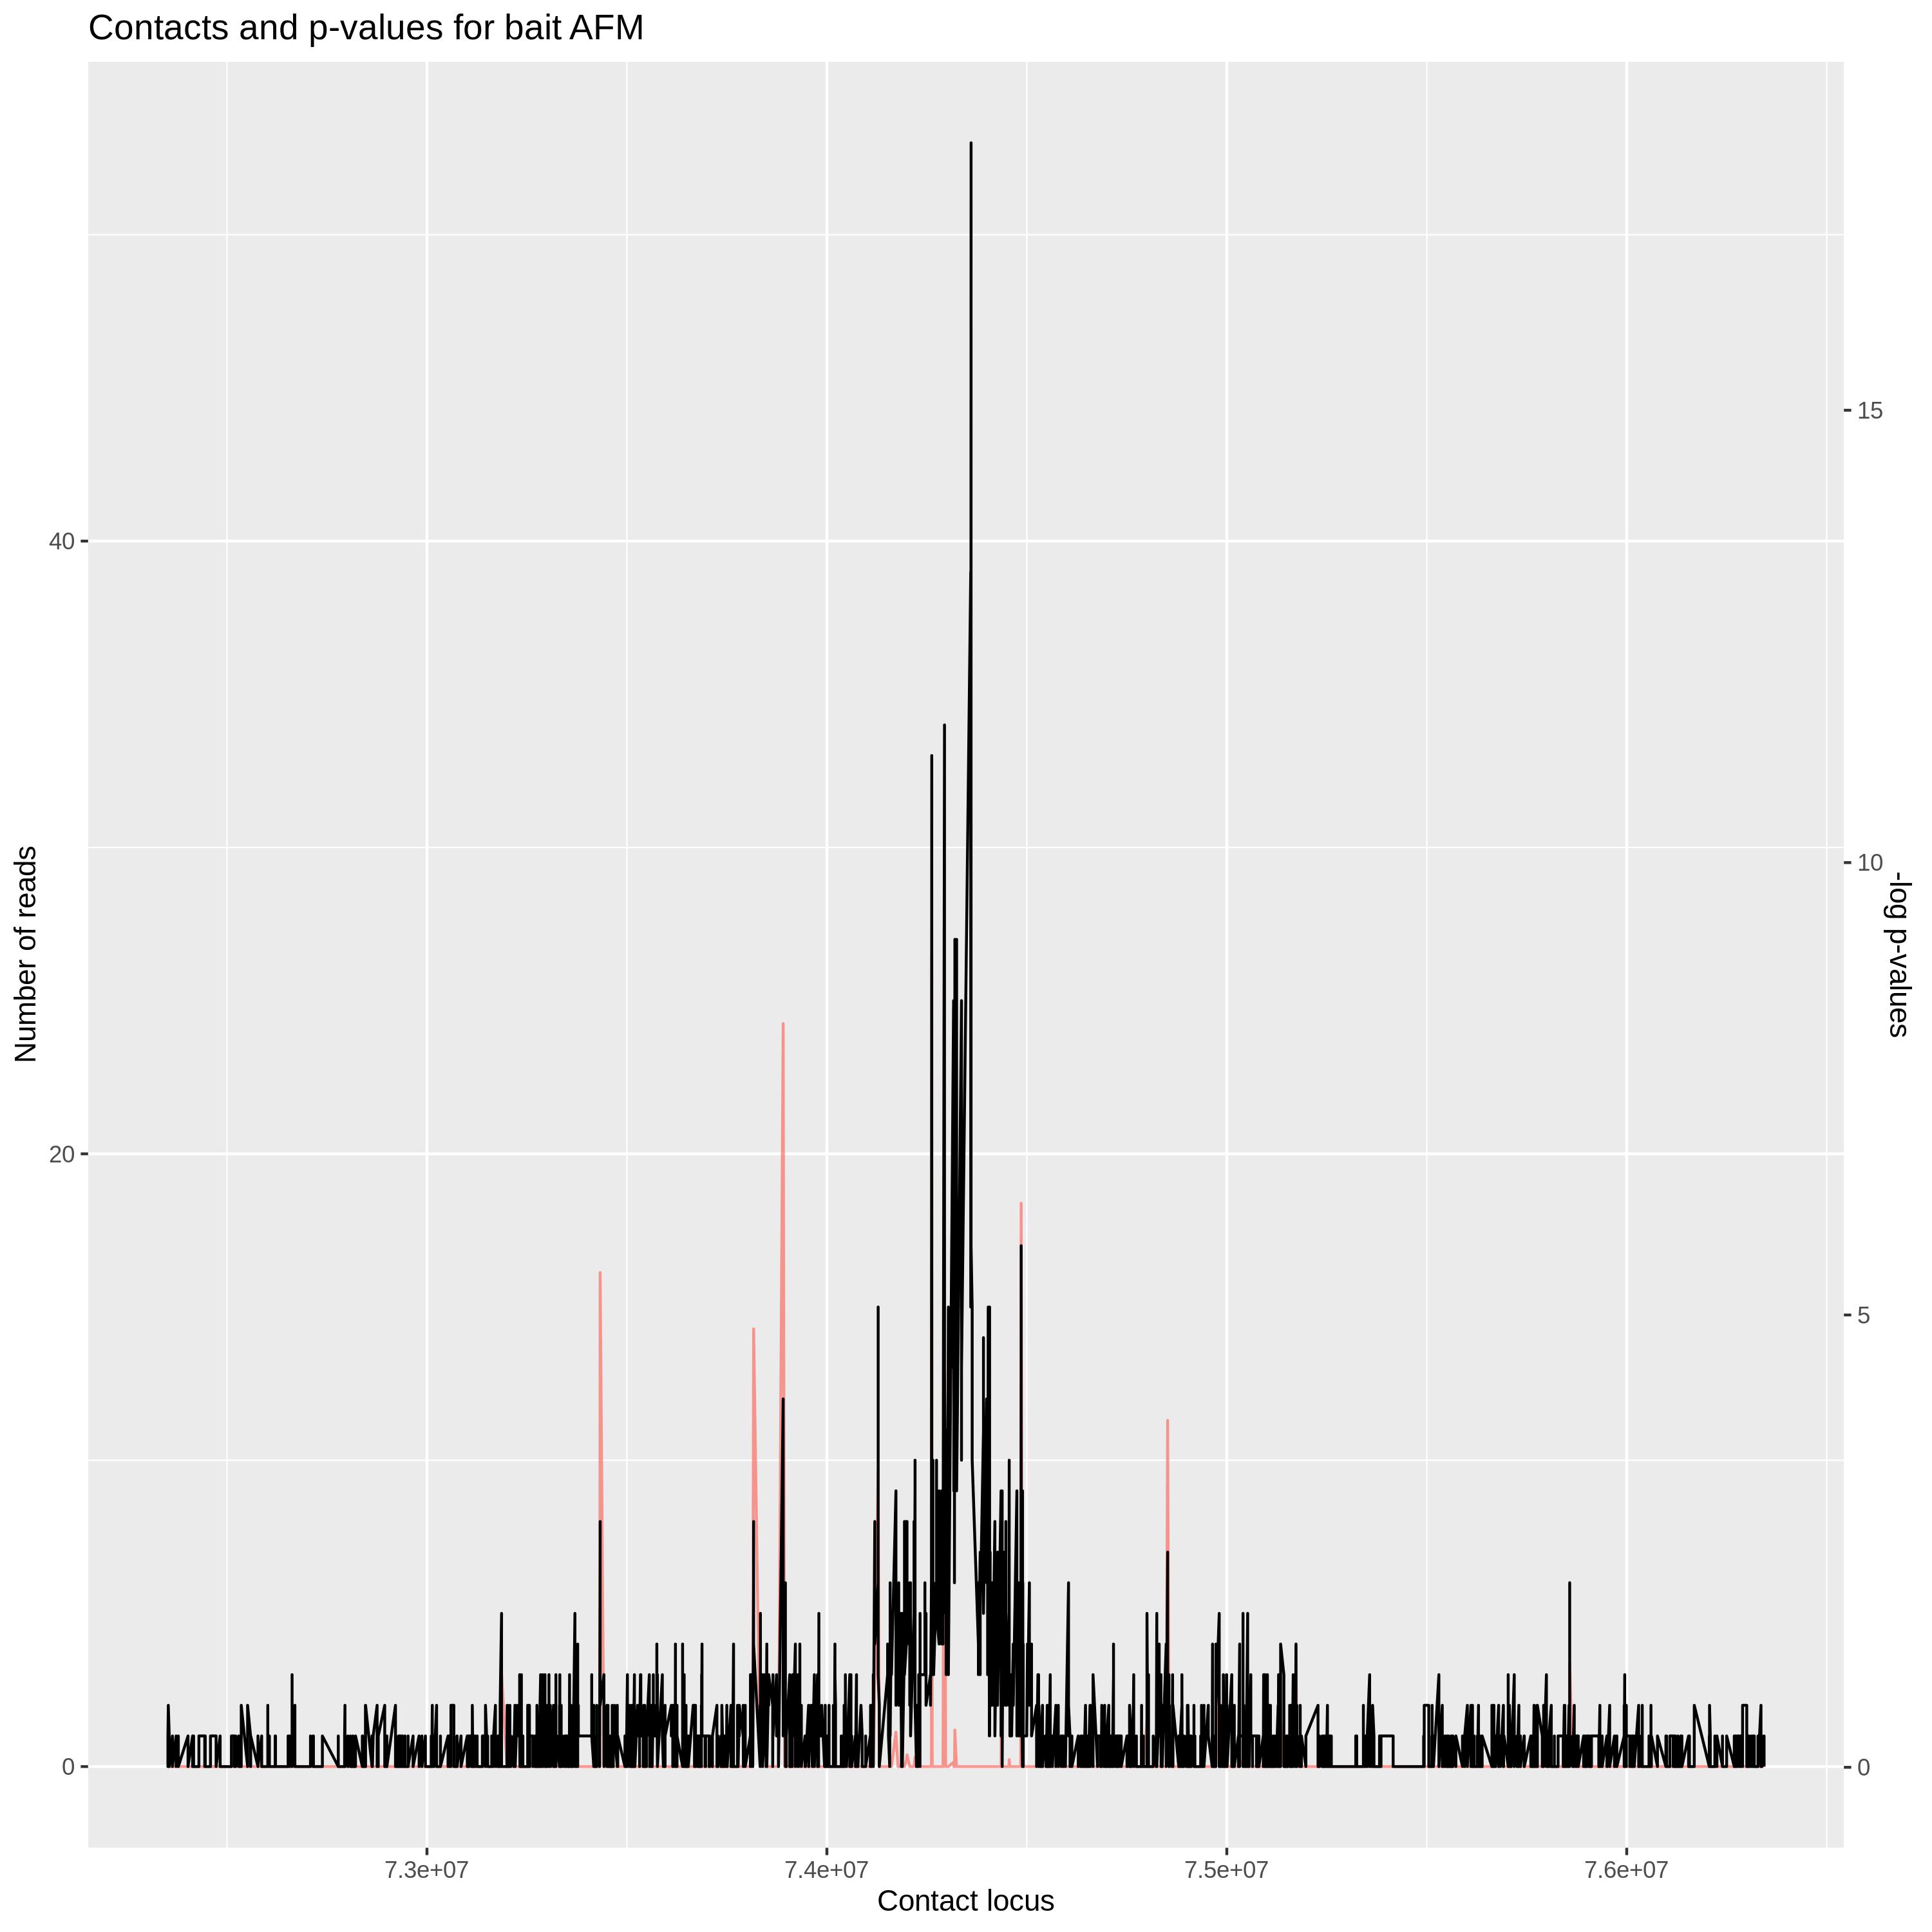 Contacts and p-values for bait AFM
Number of reads
40
20
0
15
10
5
0
-log p-values
7.3e+07 7.4e+07 7.5e+07 7.6e+07
Contact locus